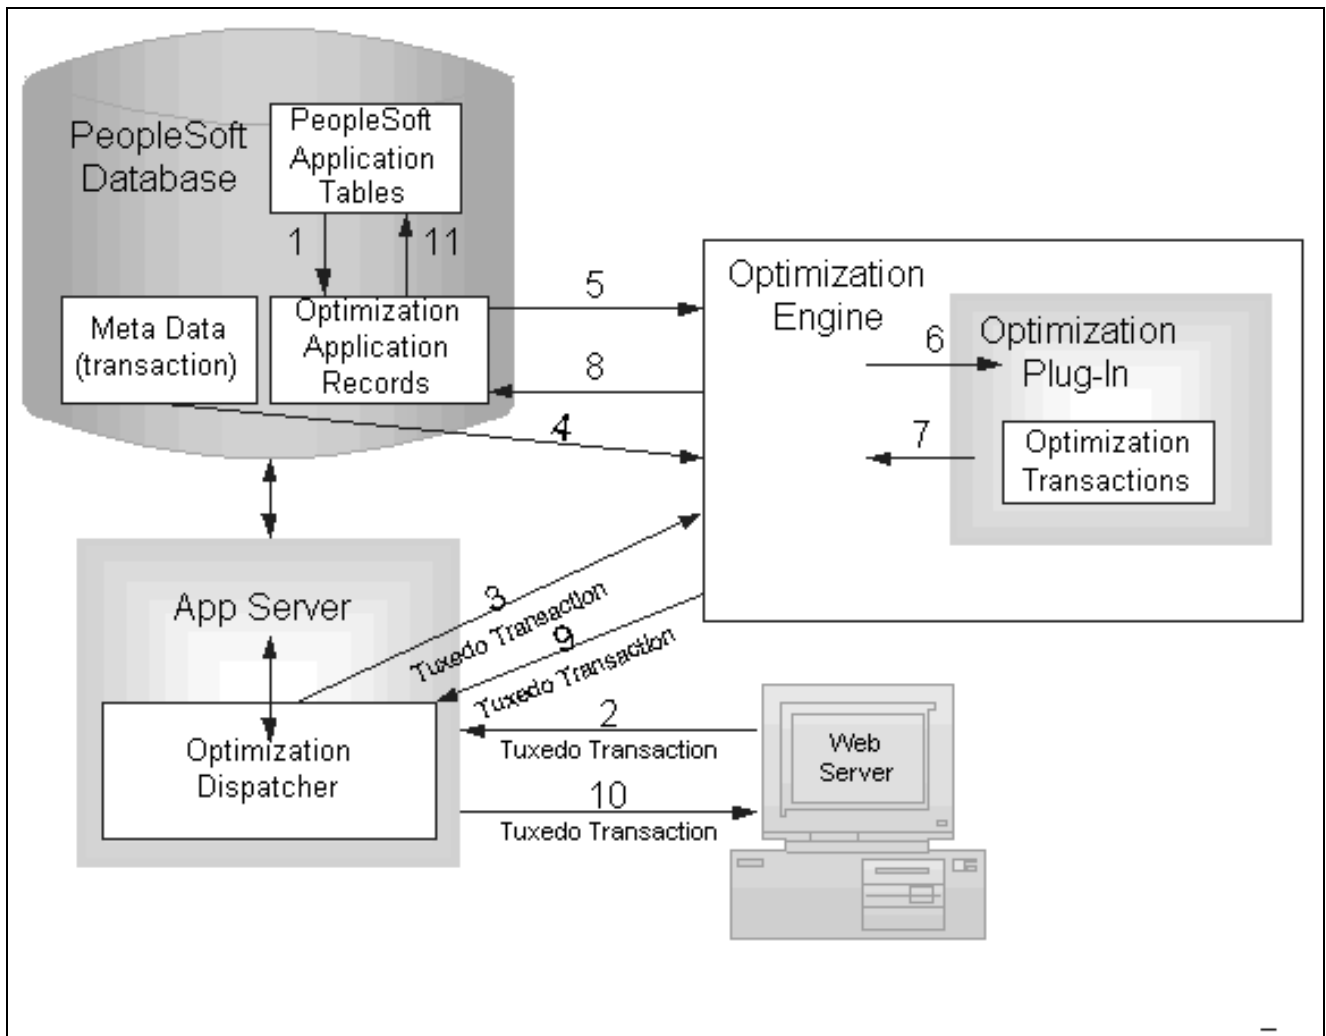 PeopleSoft
Database
PeopleSoft
Application
Tables
1
11
Meta Data
(transaction)
Optimization
Application
Records
5
8
4
Optimization
Engine
6
7
Optimization
Plug-In
Optimization
Transactions
App Server
Optimization
Dispatcher
3
Tuxedo Transaction
9
Tuxedo Transaction
2
Tuxedo Transaction
10
Tuxedo Transaction
Web
Server